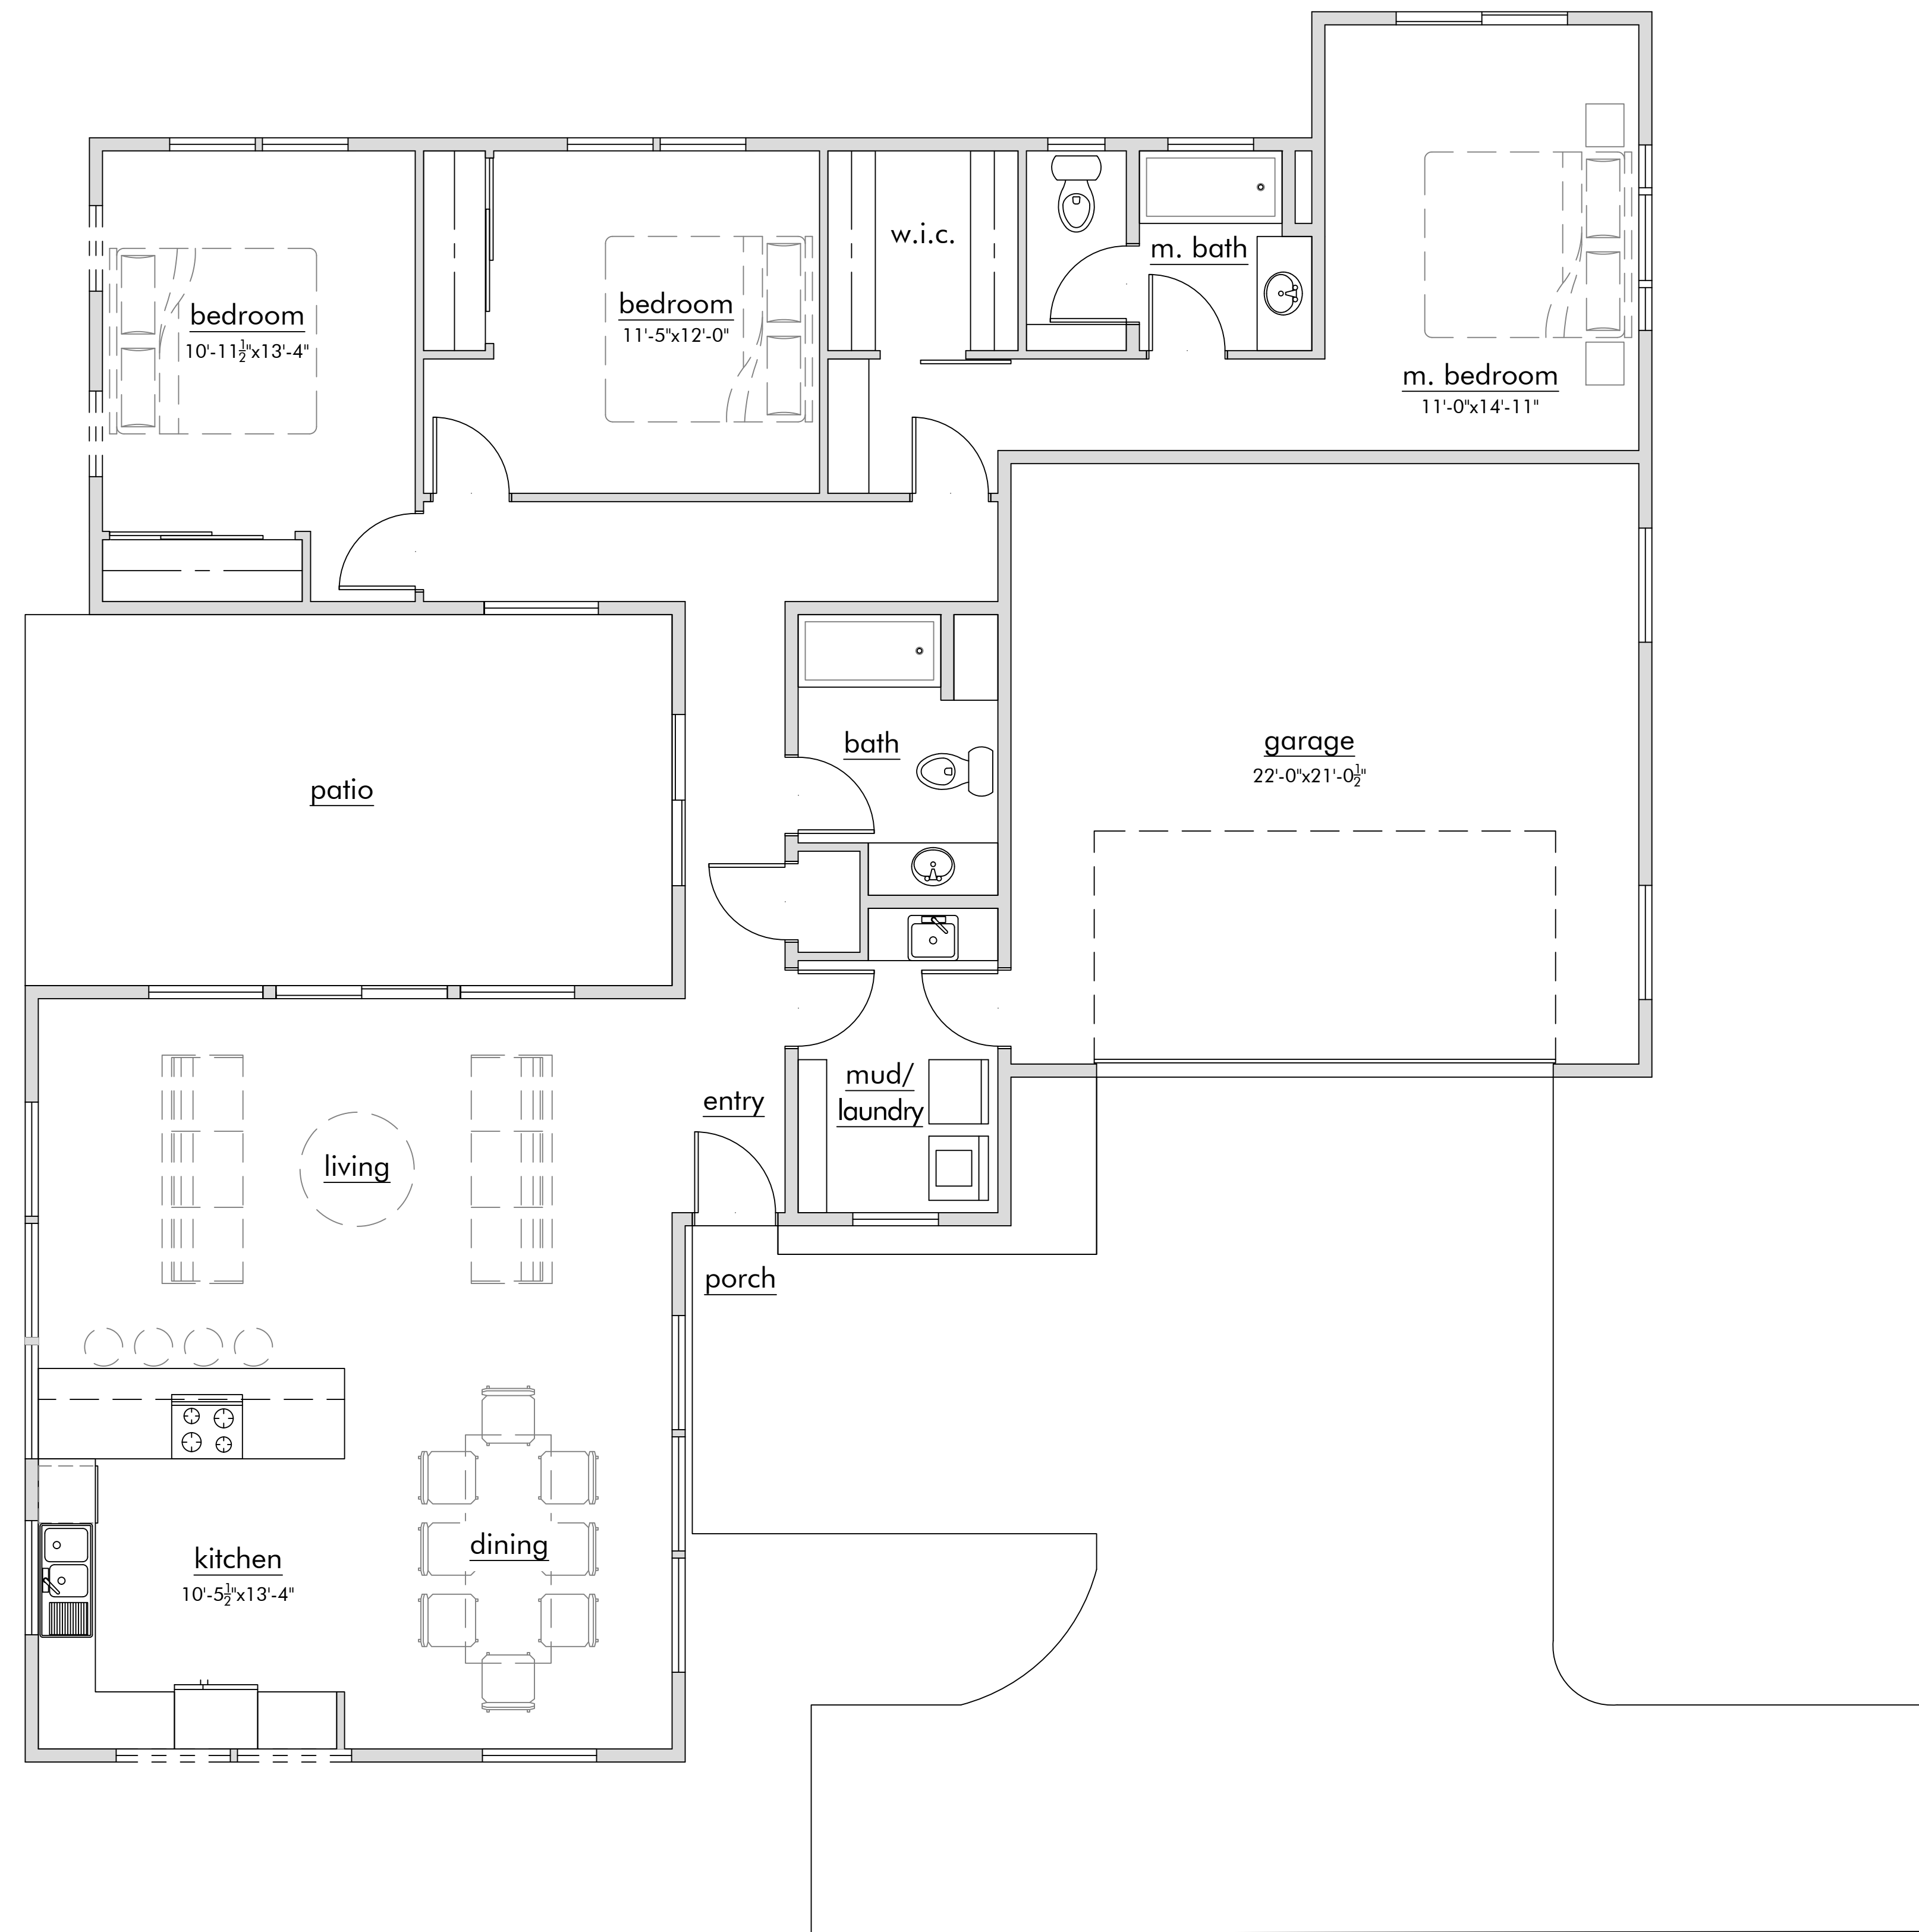 w.i.c.
m. bath
bedroom
10'-11½"x13'-4"
bedroom
11'-5"x12'-0"
m. bedroom
11'-0"x14'-11"
patio
bath
garage
22'-0"x21'-0½"
entry
mud/
laundry
living
porch
kitchen
10'-5½"x13'-4"
dining